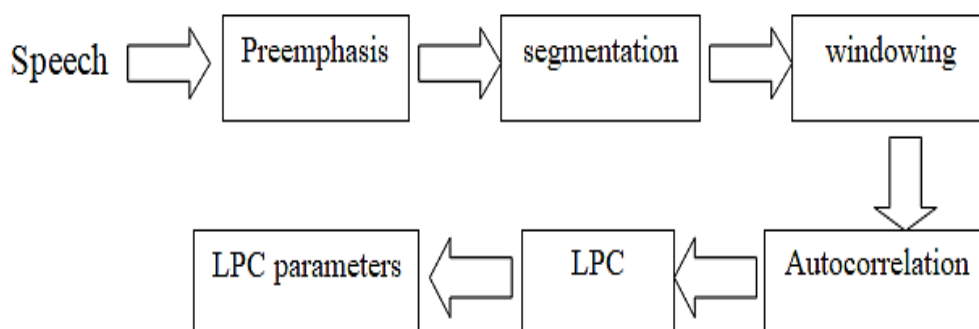 Speech
Preemphasis
segmentation
windowing
Autocorrelation
LPC
LPC parameters